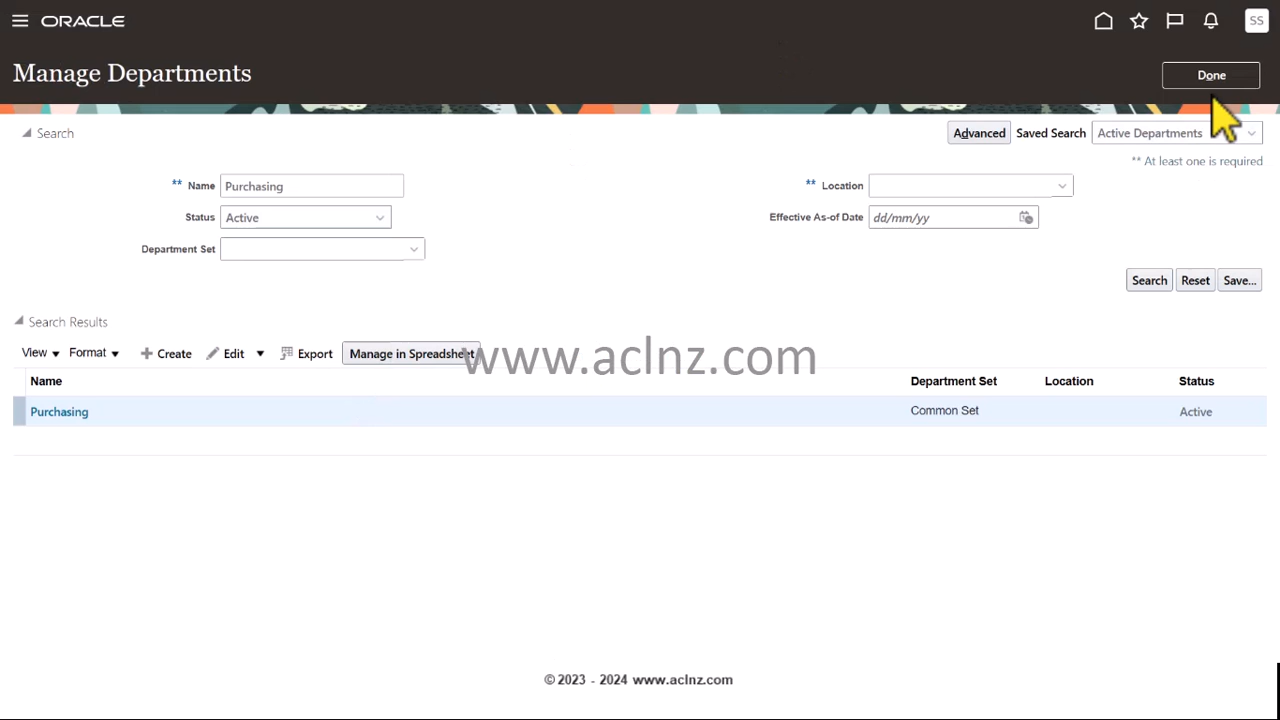 ORACLE
SS
Manage Departments
Done
Search
Advanced Saved Search Active Departments
** At least one is required
** Name Purchasing
** Location
Status Active
Effective As-of Date dd/mm/yy
Department Set
Search Reset Save...
Search Results
View Format Create Edit Export Manage in Spreadsheet
www.aclnz.com
Name Department Set Location Status
Purchasing Common Set Active
© 2023 - 2024 www.aclnz.com